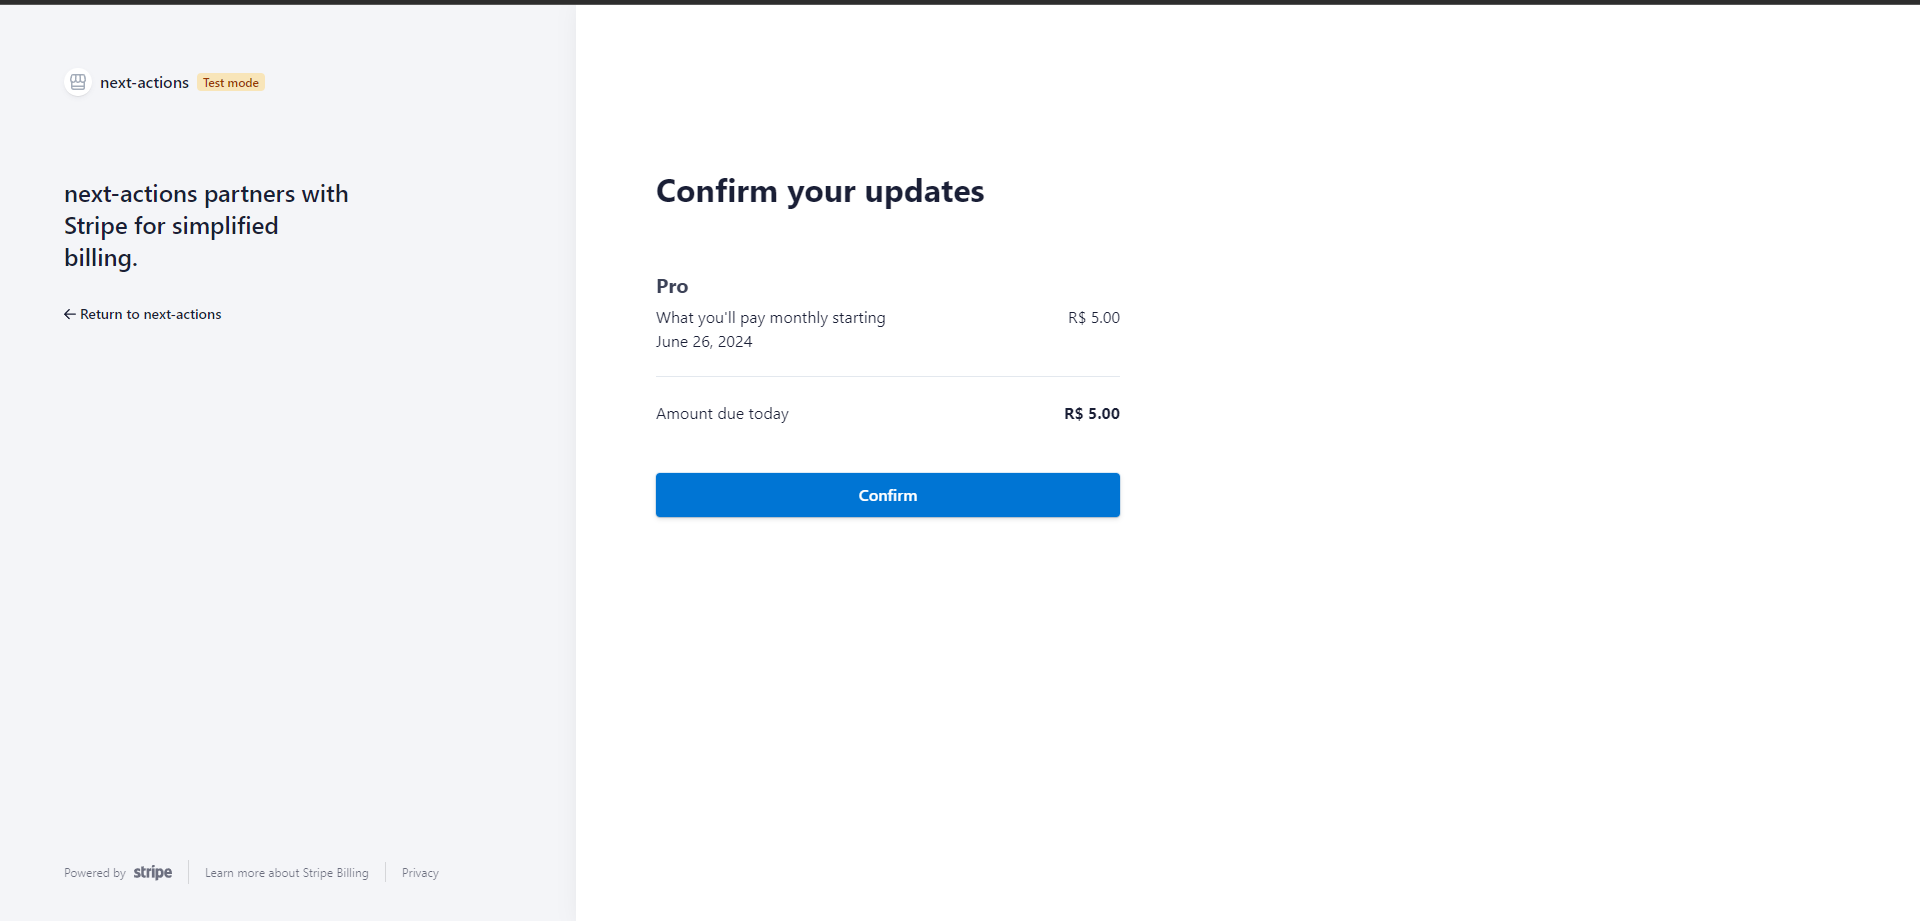 next-actions Test mode
next-actions partners with
Stripe for simplified
billing.
← Return to next-actions
Powered by stripe
Learn more about Stripe Billing
Privacy
Confirm your updates
Pro
What you'll pay monthly starting R$ 5.00
June 26, 2024
Amount due today R$ 5.00
Confirm